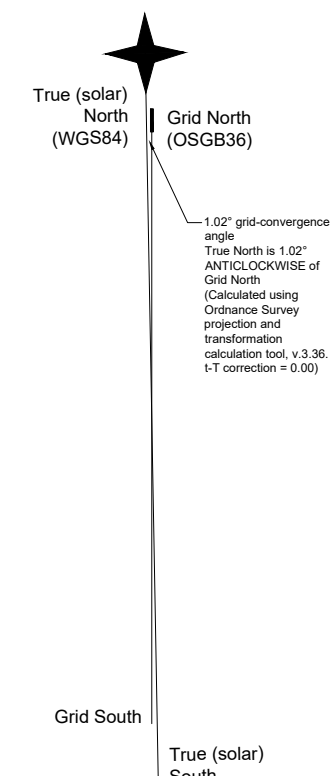 True (solar)
North
(WGS84)
Grid North
(OSGB36)
1.02° grid-convergence
angle
True North is 1.02°
ANTICLOCKWISE of
Grid North
(Calculated using
Ordnance Survey
projection and
transformation
calculation tool, v.3.36.
t-T correction = 0.00)
Grid South
True (solar)
South